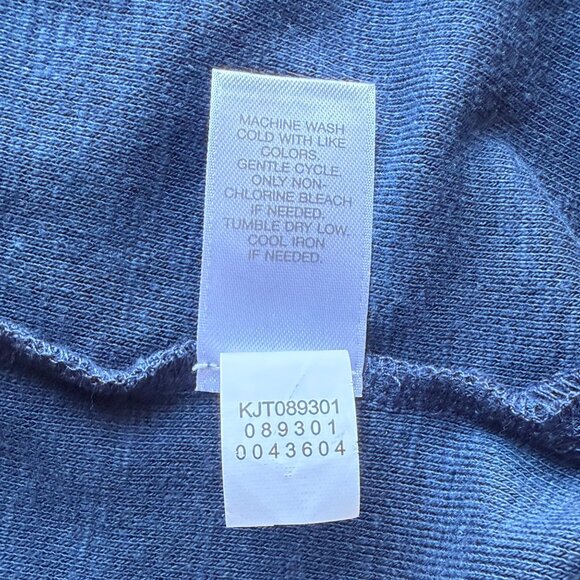 MACHINE WASH
COLD WITH LIKE
COLORS.
GENTLE CYCLE.
ONLY NON-
CHLORINE BLEACH
IF NEEDED.
TUMBLE DRY LOW.
COOL IRON
IF NEEDED.
KJT089301
089301
0043604